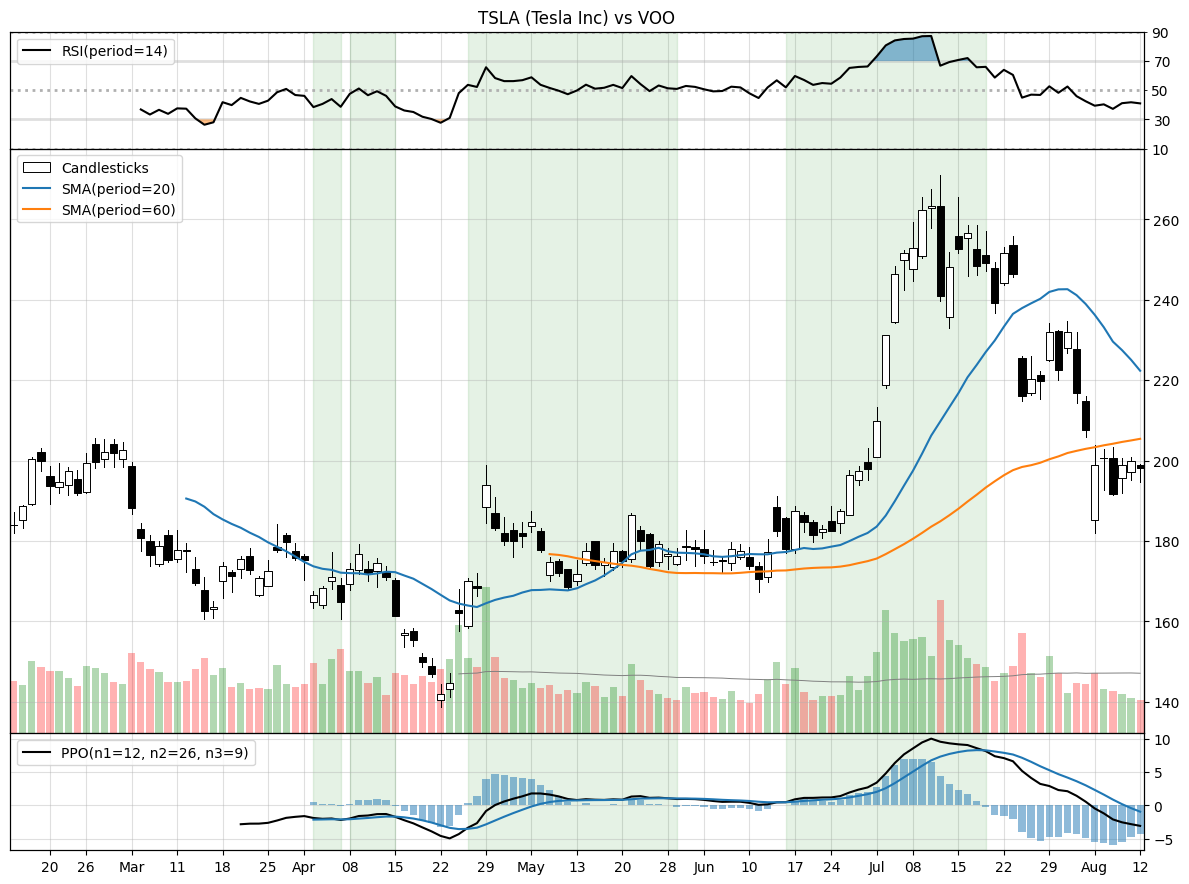 TSLA (Tesla Inc) vs VOO
RSI(period=14)
90
70
50
30
10
Candlesticks
SMA(period=20)
SMA(period=60)
260
240
220
200
180
160
140
PPO(n1=12, n2=26, n3=9)
10
5
0
−5
20 26 Mar 11 18 25 Apr 08 15 22 29 May 13 20 28 Jun 10 17 24 Jul 08 15 22 29 Aug 12